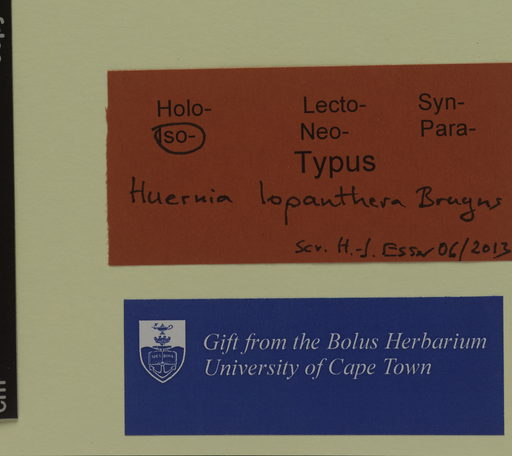 Holo- Lecto- Syn-
Iso- Neo- Para-
Typus
Huernia lopanthera Bruyns
Scr. H.-J. Esser 06/2013
Gift from the Bolus Herbarium
University of Cape Town
cm